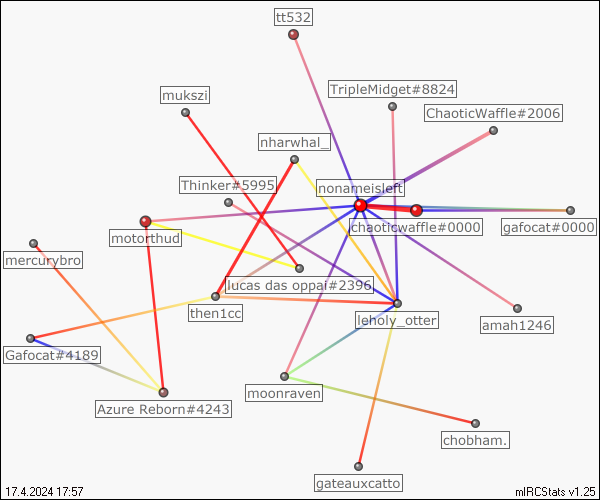 tt532
TripleMidget#8824
mukszi
ChaoticWaffle#2006
nharwhal_
Thinker#5995
nonameisleft
chaoticwaffle#0000
gafocat#0000
motorthud
mercurybro
lucas das oppai#2396
then1cc
leholy_otter
amah1246
Gafocat#4189
moonraven
Azure Reborn#4243
chobham.
gateauxcatto
17.4.2024 17:57
mIRCStats v1.25